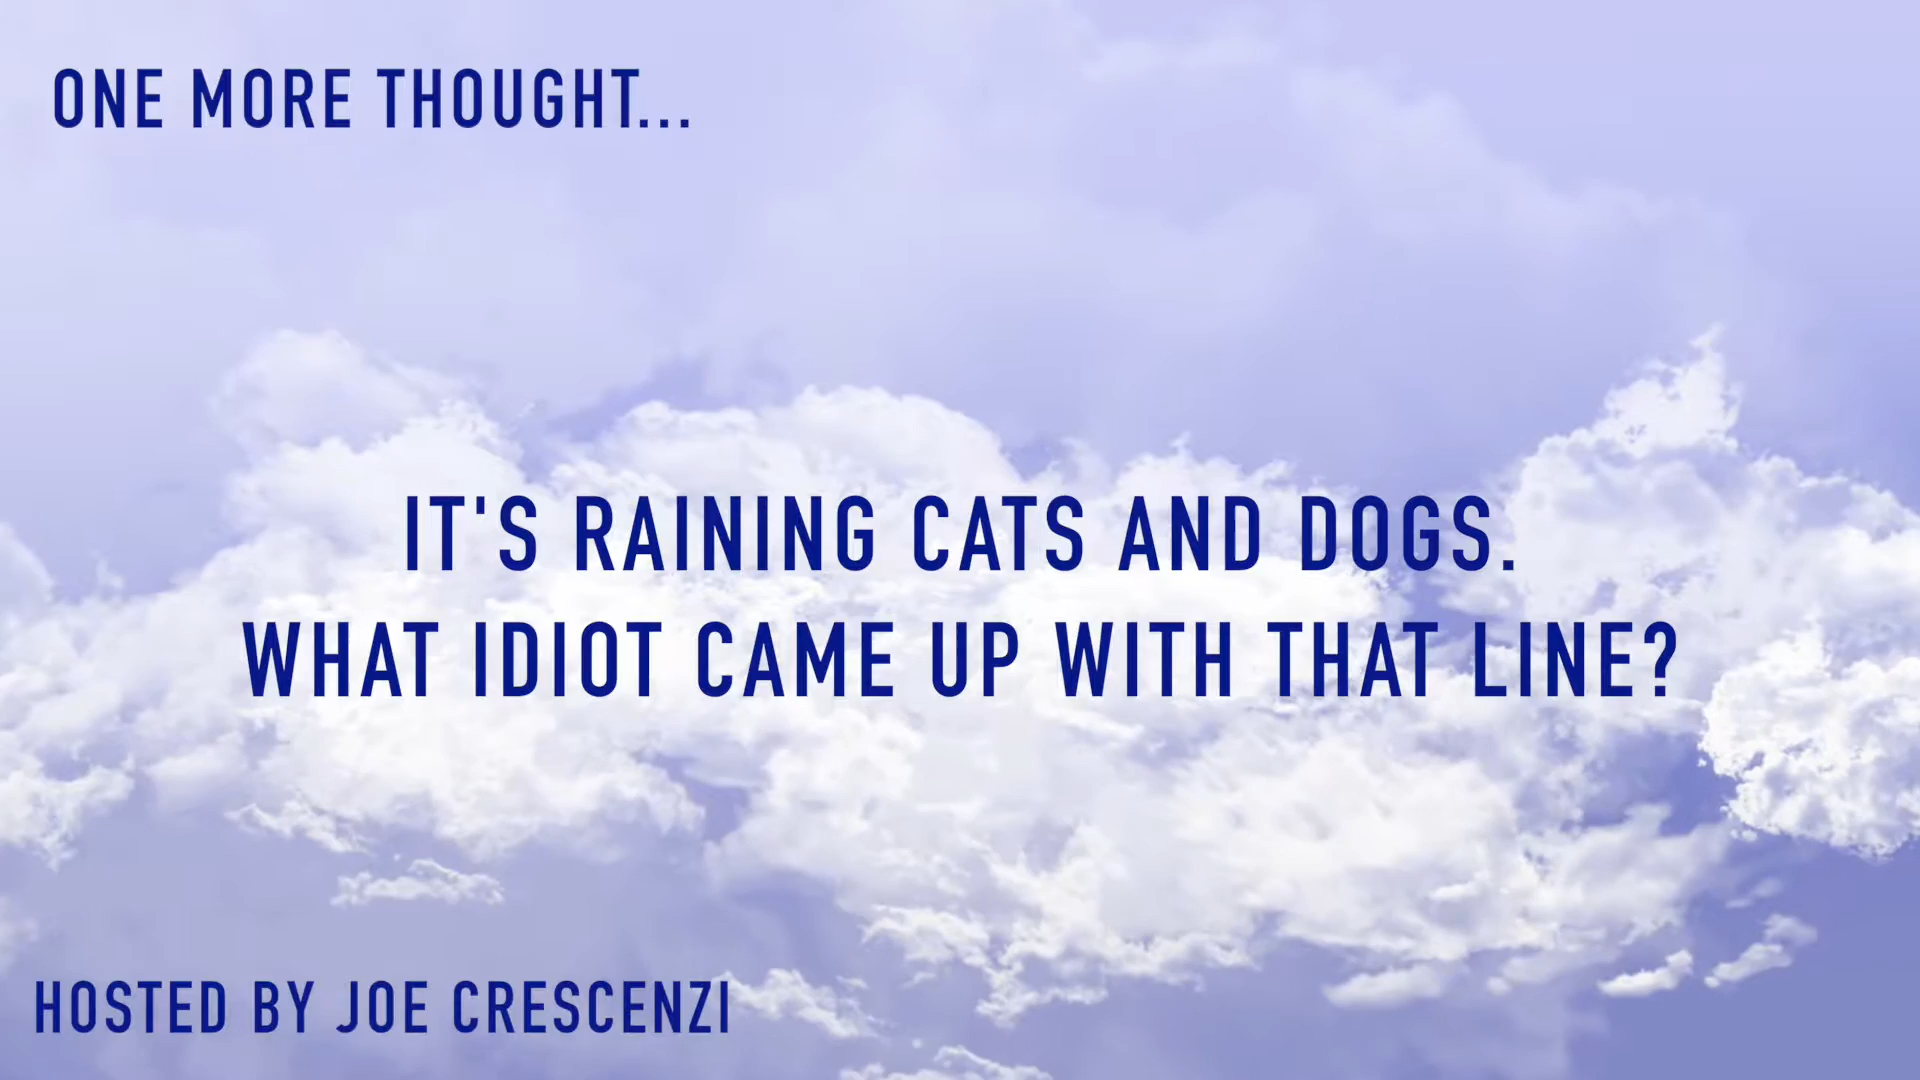 ONE MORE THOUGHT...
IT'S RAINING CATS AND DOGS.
WHAT IDIOT CAME UP WITH THAT LINE?
HOSTED BY JOE CRESCENZI